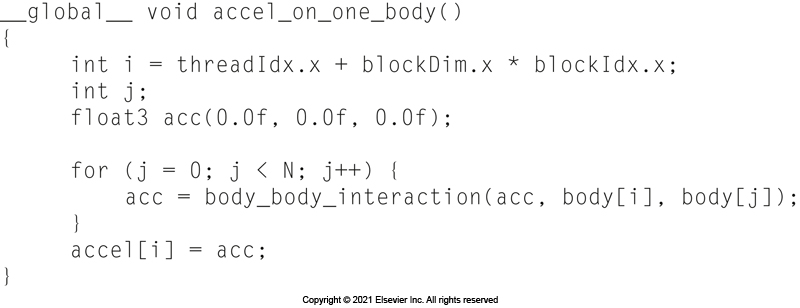 __global__ void accel_on_one_body()
{
      int i = threadIdx.x + blockDim.x * blockIdx.x;
      int j;
      float3 acc(0.0f, 0.0f, 0.0f);

      for (j = 0; j < N; j++) {
          acc = body_body_interaction(acc, body[i], body[j]);
      }
      accel[i] = acc;
}
Copyright © 2021 Elsevier Inc. All rights reserved